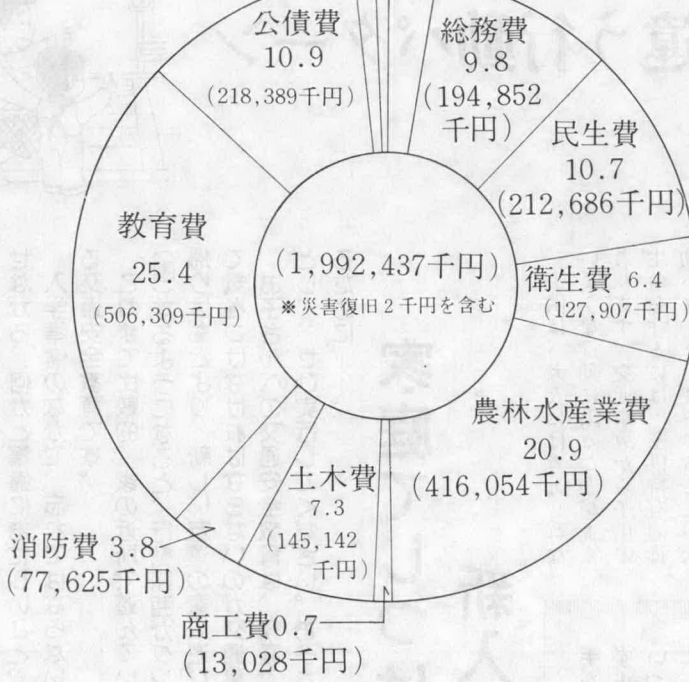 公債費
10.9
(218,389千円)
総務費
9.8
(194,852
千円)
民生費
10.7
(212,686千円)
教育費
25.4
(506,309千円)
(1,992,437千円)
※災害復旧2千円を含む
衛生費 6.4
(127,907千円)
農林水産業費
20.9
(416,054千円)
土木費
7.3
(145,142
千円)
消防費 3.8
(77,625千円)
商工費0.7
(13,028千円)